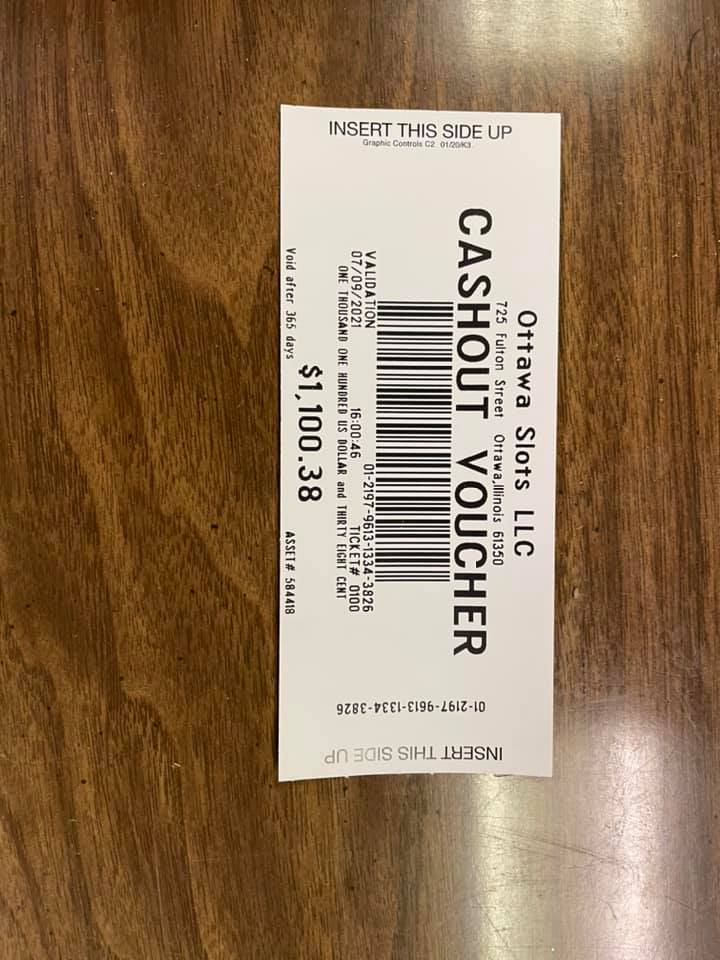 INSERT THIS SIDE UP
Graphic Controls C2 01/20/K3
Ottawa Slots LLC
725 Fulton Street Ottawa,Illinois 61350
CASHOUT VOUCHER
VALIDATION 01-2197-9613-1334-3826
07/09/2021 16:00:46 TICKET# 0100
ONE THOUSAND ONE HUNDRED US DOLLAR and THIRTY EIGHT CENT
$1,100.38
Void after 365 days ASSET# 584418
01-2197-9613-1334-3826
INSERT THIS SIDE UP